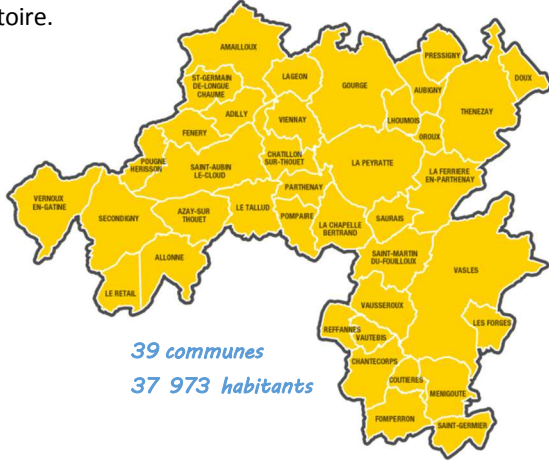 toire.
AMAILLOUX
PRESSIGNY
ST-GERMAIN
DE-LONGUE
CHAUME
LAGEON
GOURGE
DOUX
AUBIGNY
THENEZAY
ADILLY
VIENNAY
LHOUMOIS
FENERY
OROUX
POUGNE
HERISSON
SAINT-AUBIN
LE-CLOUD
CHATILLON
SUR-THOUET
LA PEYRATTE
LA FERRIERE
EN-PARTHENAY
VERNOUX
EN-GATINE
PARTHENAY
SECONDIGNY
AZAY-SUR
THOUET
LE TALLUD
POMPAIRE
LA CHAPELLE
BERTRAND
SAURAIS
ALLONNE
SAINT-MARTIN
DU-FOUILLOUX
VASLES
LE RETAIL
VAUSSEROUX
REFFANNES
VAUTEBIS
LES FORGES
CHANTECORPS
COUTIERES
MENIGOUTE
FOMPERRON
SAINT-GERMIER
39 communes
37 973 habitants